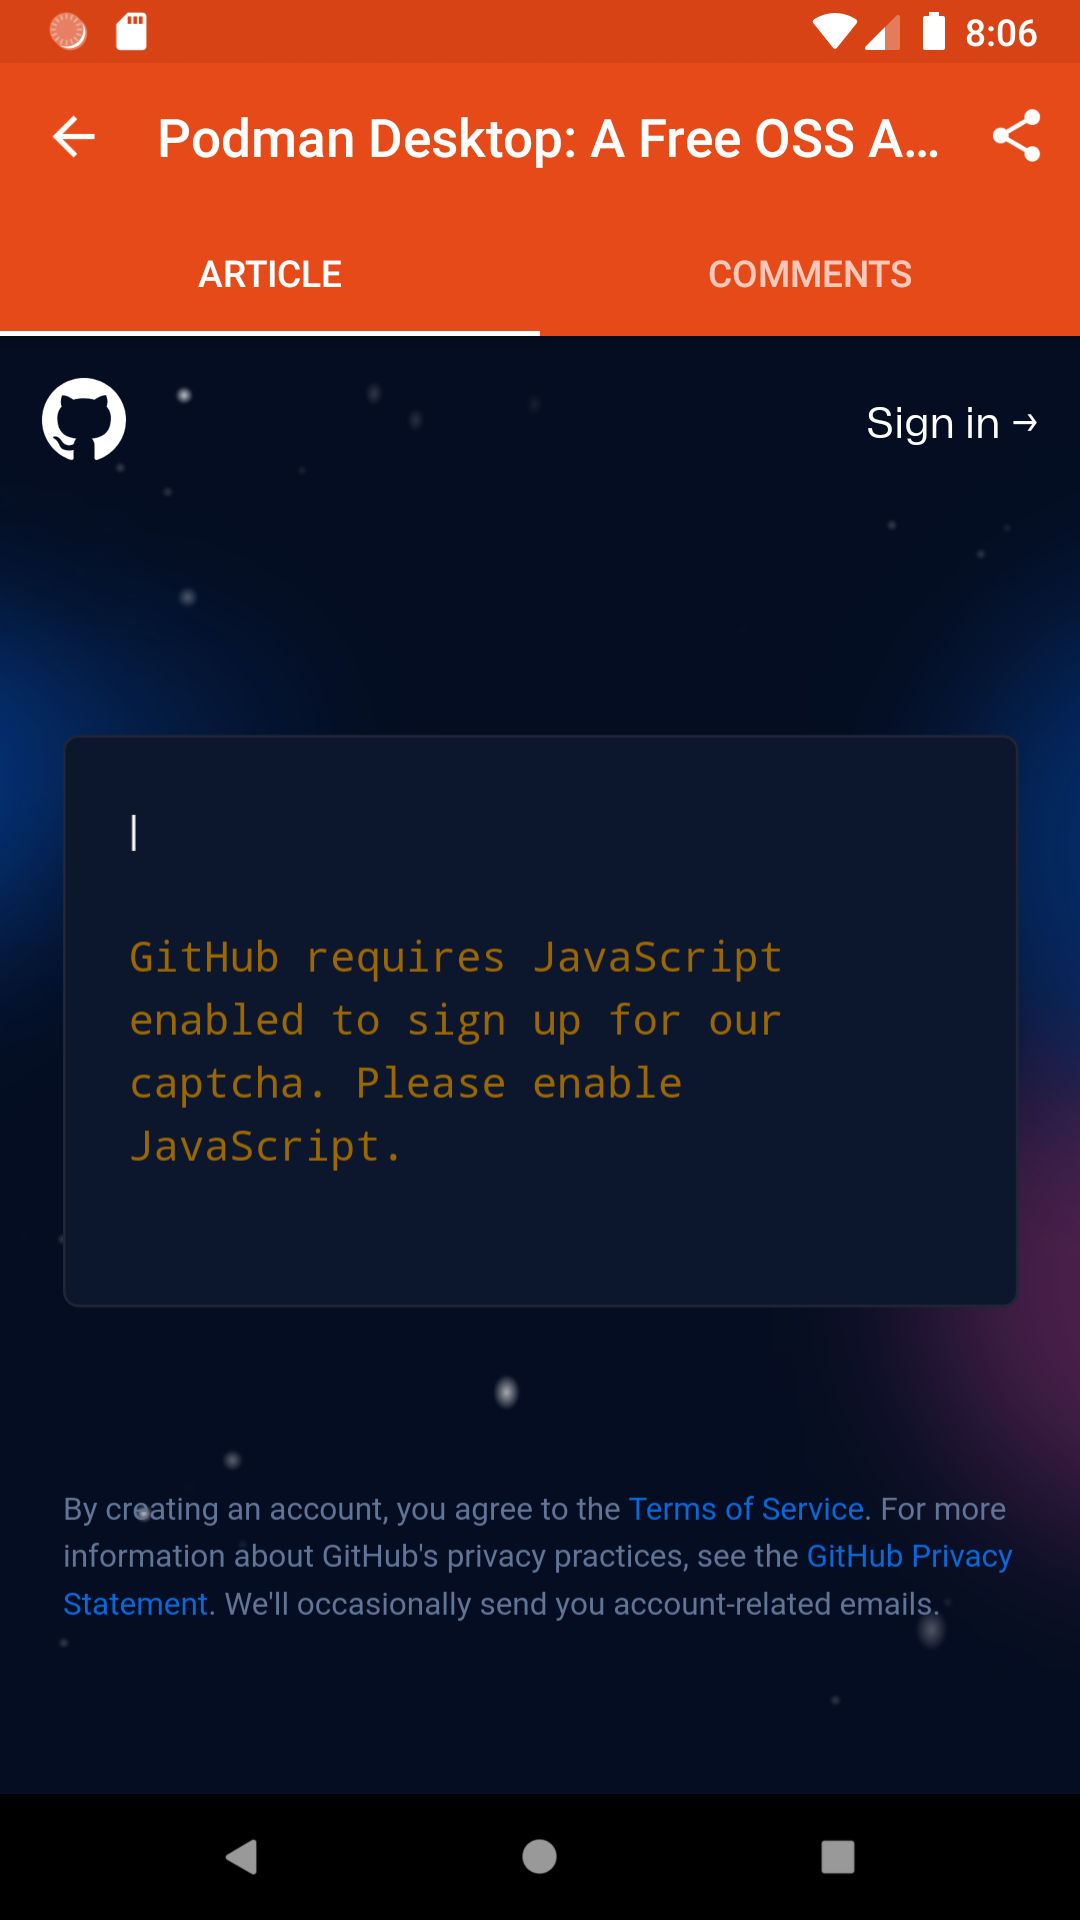 8:06
Podman Desktop: A Free OSS A...
ARTICLE
COMMENTS
Sign in →
GitHub requires JavaScript
enabled to sign up for our
captcha. Please enable
JavaScript.
By creating an account, you agree to the Terms of Service. For more
information about GitHub's privacy practices, see the GitHub Privacy
Statement. We'll occasionally send you account-related emails.